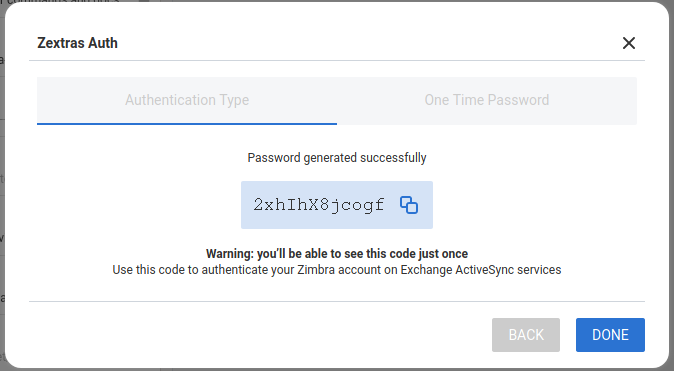 Zextras Auth
Authentication Type
One Time Password
Password generated successfully
2xhIhX8jcogf
Warning: you'll be able to see this code just once
Use this code to authenticate your Zimbra account on Exchange ActiveSync services
BACK
DONE